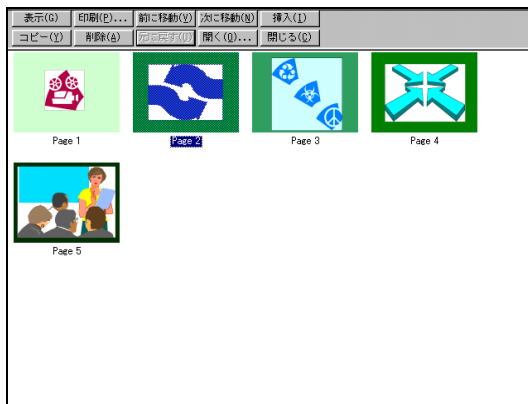 表示(G) 印刷(P)... 前に移動(V) 次に移動(N) 挿入(I)
コピー(Y) 削除(A) 元に戻す(U) 開く(O)... 閉じる(C)
Page 1 Page 2 Page 3 Page 4
Page 5